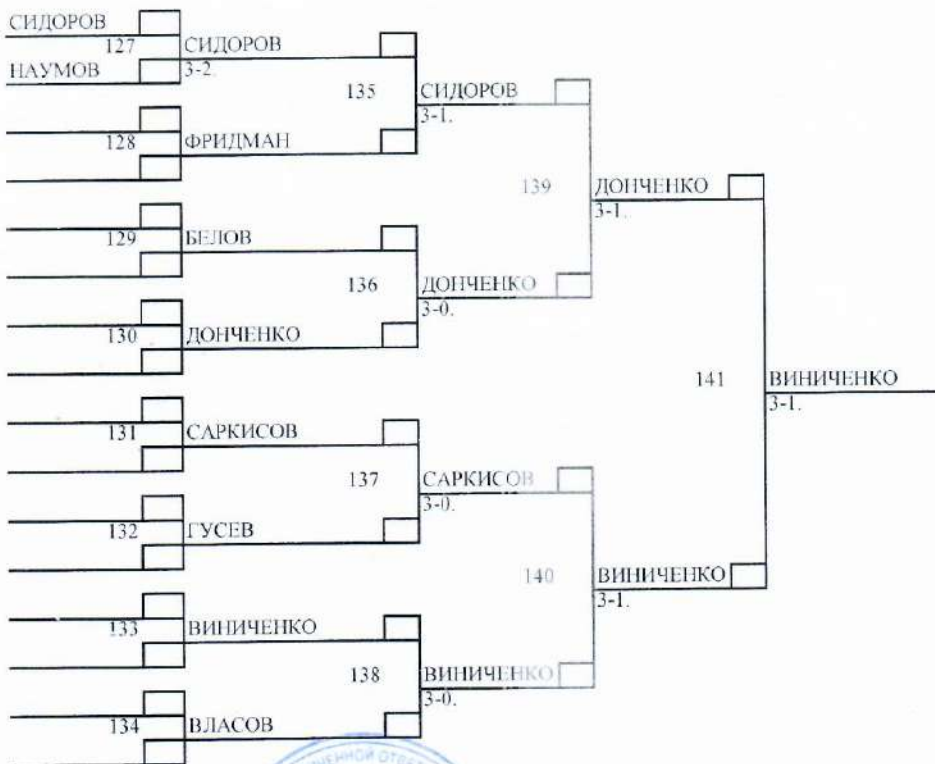 СИДОРОВ
127
СИДОРОВ
НАУМОВ
3-2.
135
СИДОРОВ
3-1.
128
ФРИДМАН
139
ДОНЧЕНКО
3-1.
129
БЕЛОВ
136
ДОНЧЕНКО
3-0.
130
ДОНЧЕНКО
141
ВИНИЧЕНКО
3-1.
131
САРКИСОВ
137
САРКИСОВ
3-0.
132
ГУСЕВ
140
ВИНИЧЕНКО
3-1.
133
ВИНИЧЕНКО
138
ВИНИЧЕНКО
3-0.
134
ВЛАСОВ